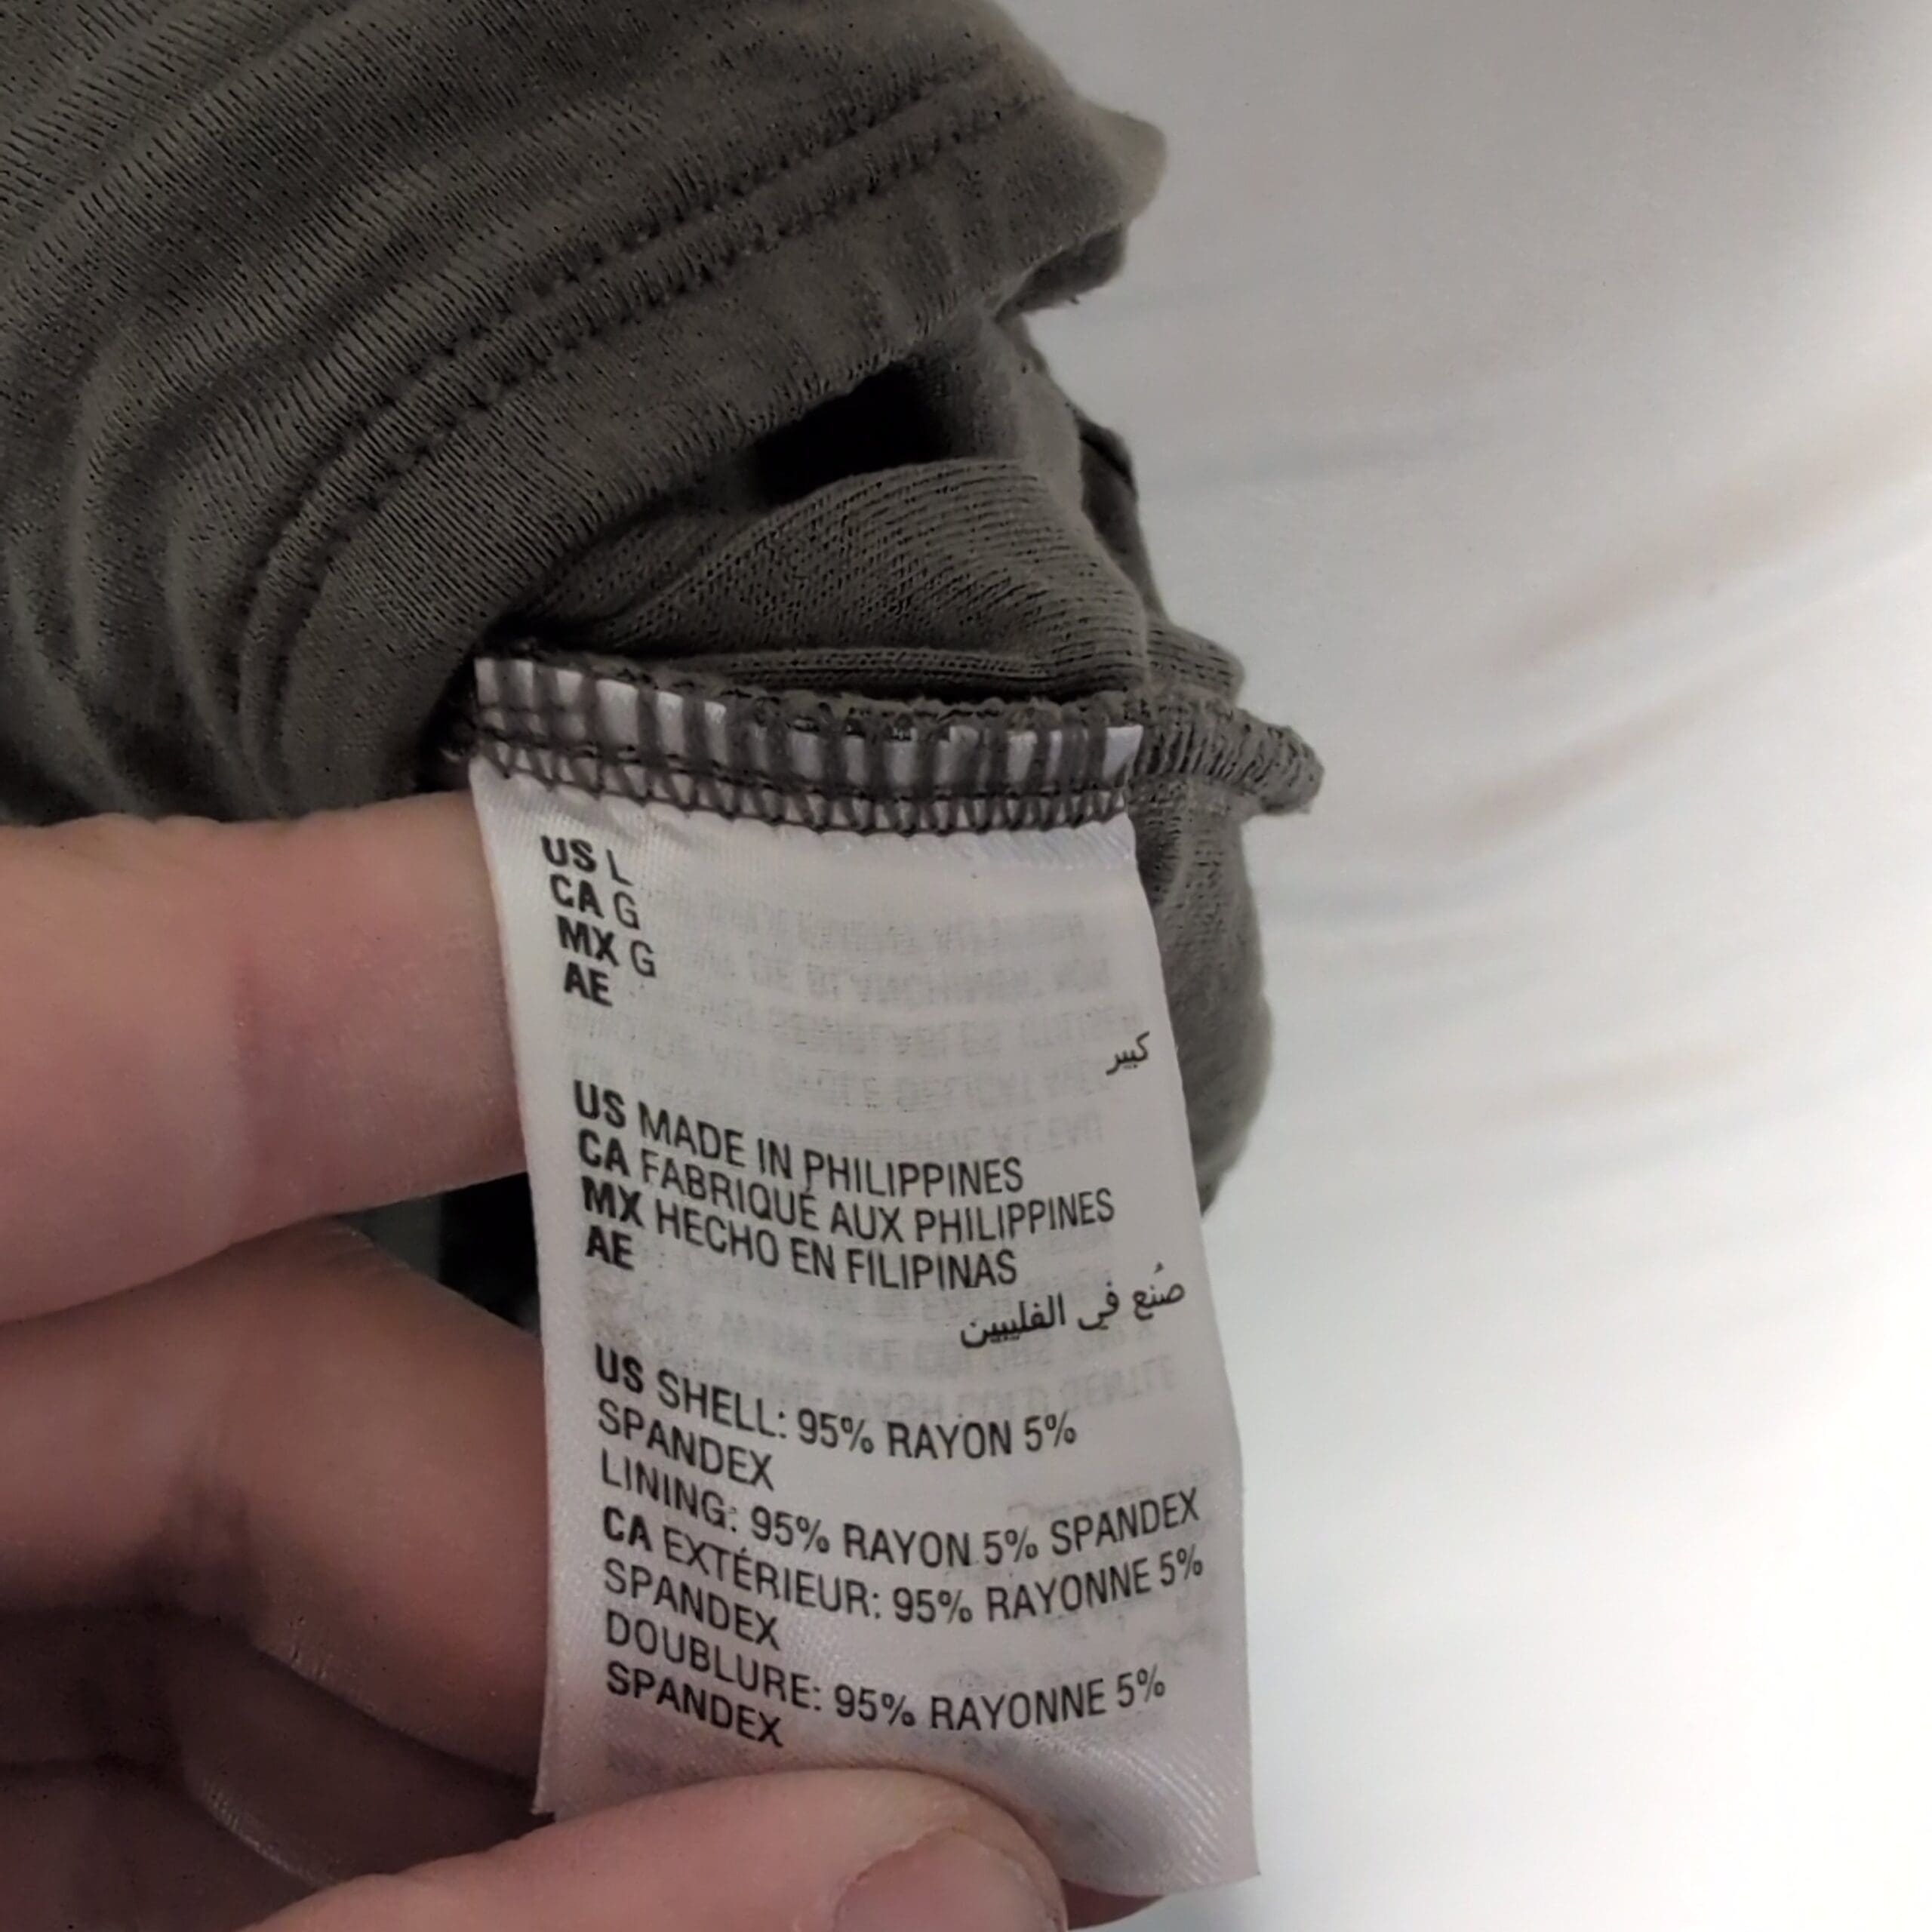 US L
CA G
MX G
AE
كبير
US MADE IN PHILIPPINES
CA FABRIQUÉ AUX PHILIPPINES
MX HECHO EN FILIPINAS
AE
صُنع في الفليبين
US SHELL: 95% RAYON 5%
SPANDEX
LINING: 95% RAYON 5% SPANDEX
CA EXTÉRIEUR: 95% RAYONNE 5%
SPANDEX
DOUBLURE: 95% RAYONNE 5%
SPANDEX